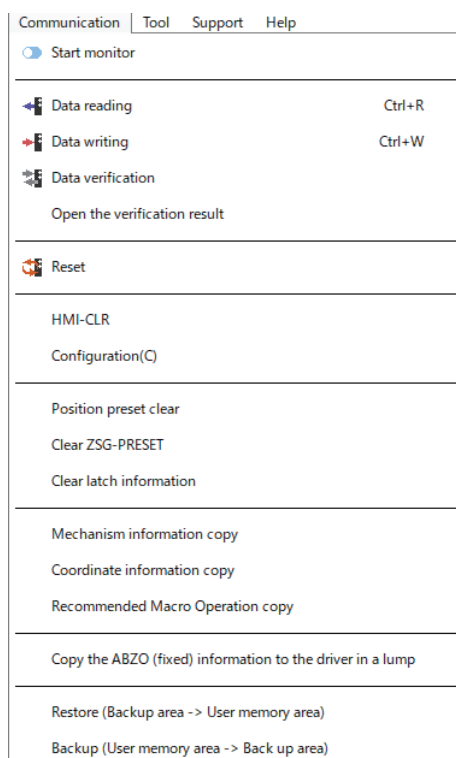 Communication Tool Support Help
Start monitor
Data reading Ctrl+R
Data writing Ctrl+W
Data verification
Open the verification result
Reset
HMI-CLR
Configuration(C)
Position preset clear
Clear ZSG-PRESET
Clear latch information
Mechanism information copy
Coordinate information copy
Recommended Macro Operation copy
Copy the ABZO (fixed) information to the driver in a lump
Restore (Backup area -> User memory area)
Backup (User memory area -> Back up area)